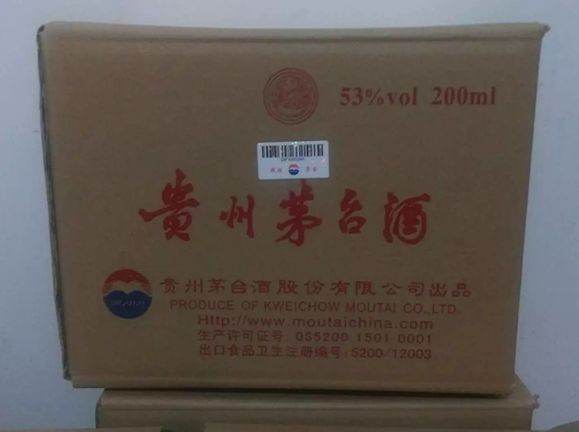 53%vol 200ml
贵州茅台酒
贵州茅台酒股份有限公司出品
PRODUCE OF KWEICHOW MOUTAI CO.,LTD.
Http://www.moutaichina.com
生产许可证号: QS5200 1501 0001
出口食品卫生注册编号: 5200/12003